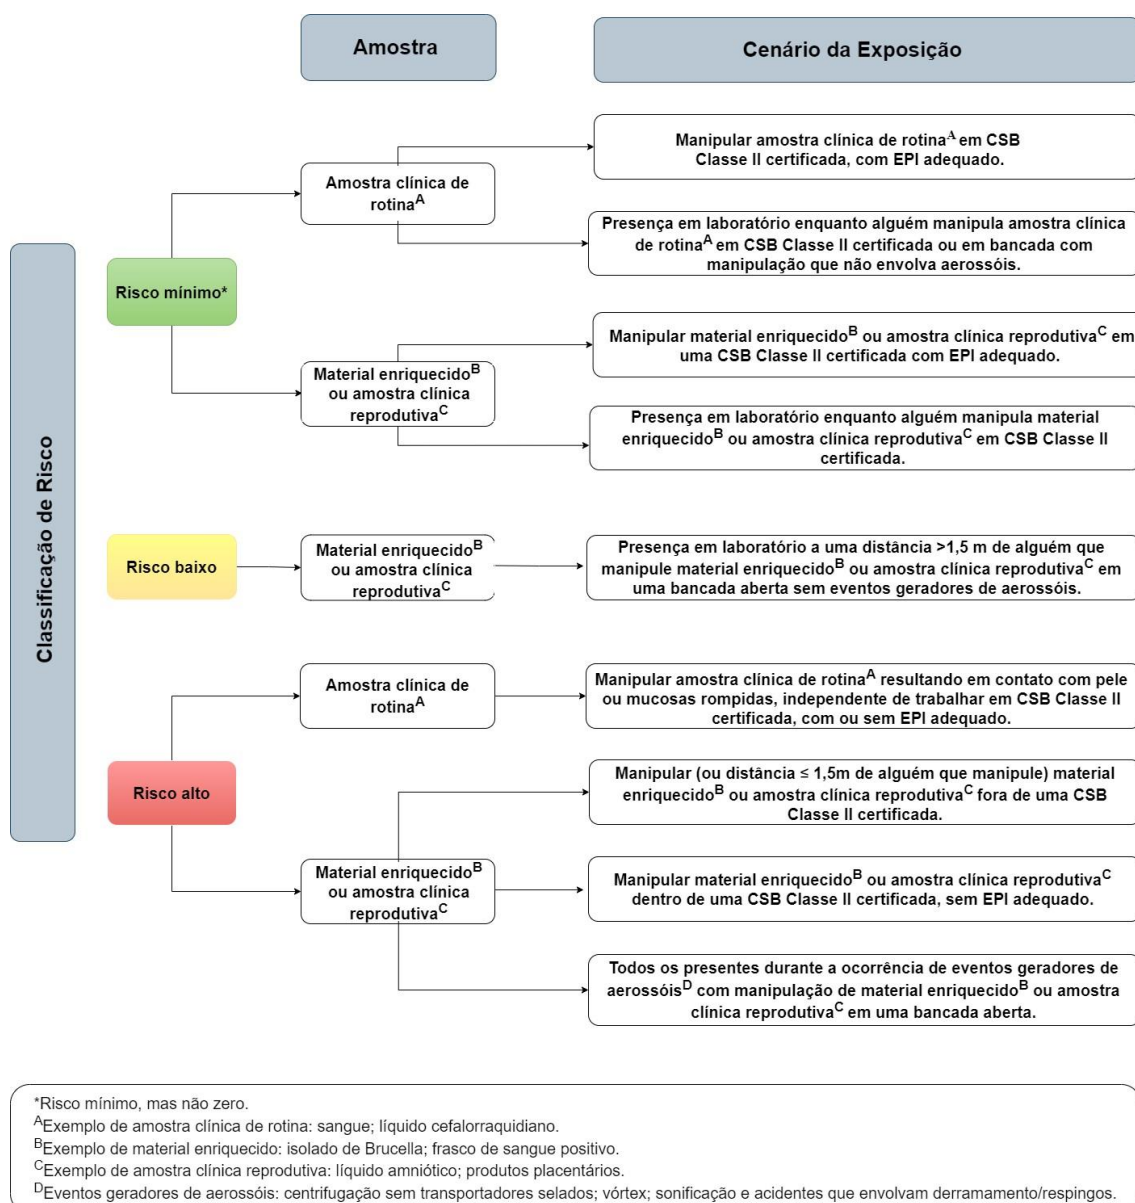 Amostra
Cenário da Exposição
Classificação de Risco
Risco mínimo*
Amostra clínica de
rotinaA
Manipular amostra clínica de rotinaA em CSB
Classe II certificada, com EPI adequado.
Presença em laboratório enquanto alguém manipula amostra clínica
de rotinaA em CSB Classe II certificada ou em bancada com
manipulação que não envolva aerossóis.
Material enriquecidoB
ou amostra clínica
reprodutivaC
Manipular material enriquecidoB ou amostra clínica reprodutivaC em
uma CSB Classe II certificada com EPI adequado.
Presença em laboratório enquanto alguém manipula material
enriquecidoB ou amostra clínica reprodutivaC em CSB Classe II
certificada.
Risco baixo
Material enriquecidoB
ou amostra clínica
reprodutivaC
Presença em laboratório a uma distância >1,5 m de alguém que
manipule material enriquecidoB ou amostra clínica reprodutivaC em
uma bancada aberta sem eventos geradores de aerossóis.
Risco alto
Amostra clínica de
rotinaA
Manipular amostra clínica de rotinaA resultando em contato com pele
ou mucosas rompidas, independente de trabalhar em CSB Classe II
certificada, com ou sem EPI adequado.
Material enriquecidoB
ou amostra clínica
reprodutivaC
Manipular (ou distância ≤ 1,5m de alguém que manipule) material
enriquecidoB ou amostra clínica reprodutivaC fora de uma CSB
Classe II certificada.
Manipular material enriquecidoB ou amostra clínica reprodutivaC
dentro de uma CSB Classe II certificada, sem EPI adequado.
Todos os presentes durante a ocorrência de eventos geradores de
aerossóisD com manipulação de material enriquecidoB ou amostra
clínica reprodutivaC em uma bancada aberta.
*Risco mínimo, mas não zero.
AExemplo de amostra clínica de rotina: sangue; líquido cefalorraquidiano.
BExemplo de material enriquecido: isolado de Brucella; frasco de sangue positivo.
CExemplo de amostra clínica reprodutiva: líquido amniótico; produtos placentários.
DEventos geradores de aerossóis: centrifugação sem transportadores selados; vórtex; sonificação e acidentes que envolvam derramamento/respingos.